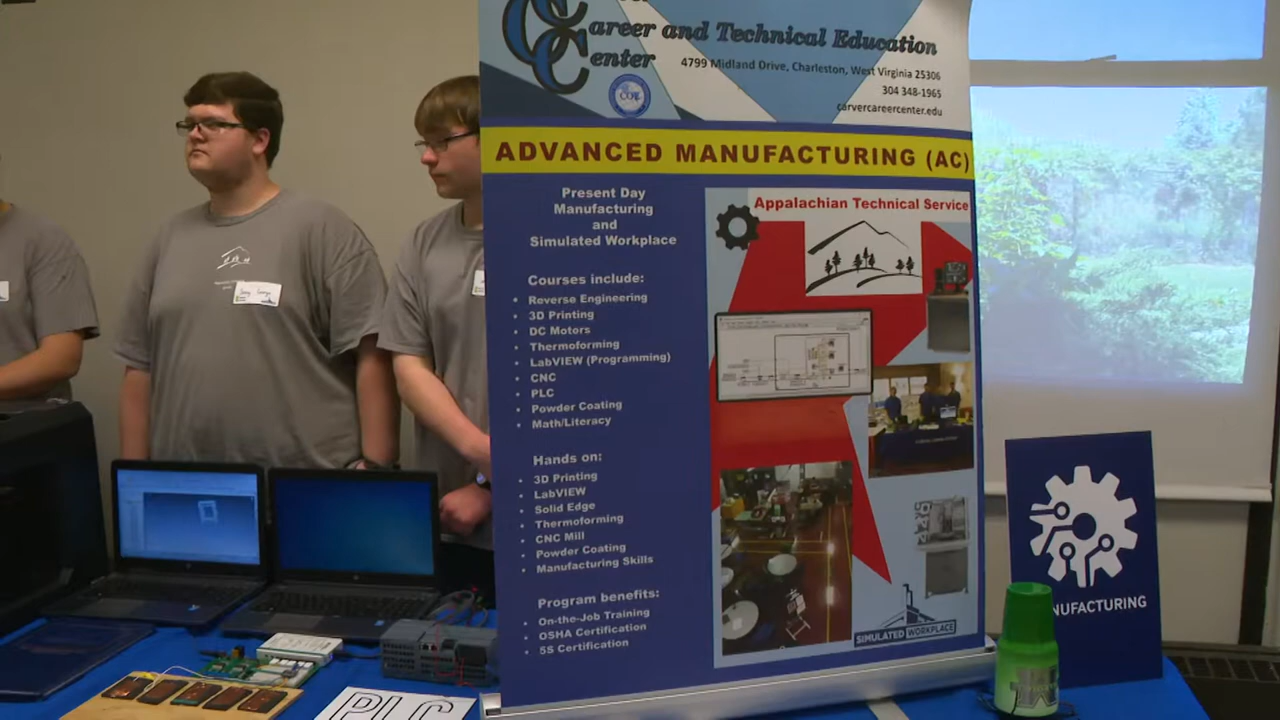 Career and Technical Education
Center
4799 Midland Drive, Charleston, West Virginia 25306
304 348-1965
carvercareercenter.edu
ADVANCED MANUFACTURING (AC)
Present Day
Manufacturing
and
Simulated Workplace
Courses include:
• Reverse Engineering
• 3D Printing
• DC Motors
• Thermoforming
• LabVIEW (Programming)
• CNC
• PLC
• Powder Coating
• Math/Literacy
Hands on:
• 3D Printing
• LabVIEW
• Solid Edge
• Thermoforming
• CNC Mill
• Powder Coating
• Manufacturing Skills
Program benefits:
• On-the-Job Training
• OSHA Certification
• 5S Certification
Appalachian Technical Service
SIMULATED WORKPLACE
NUFACTURING
PLC